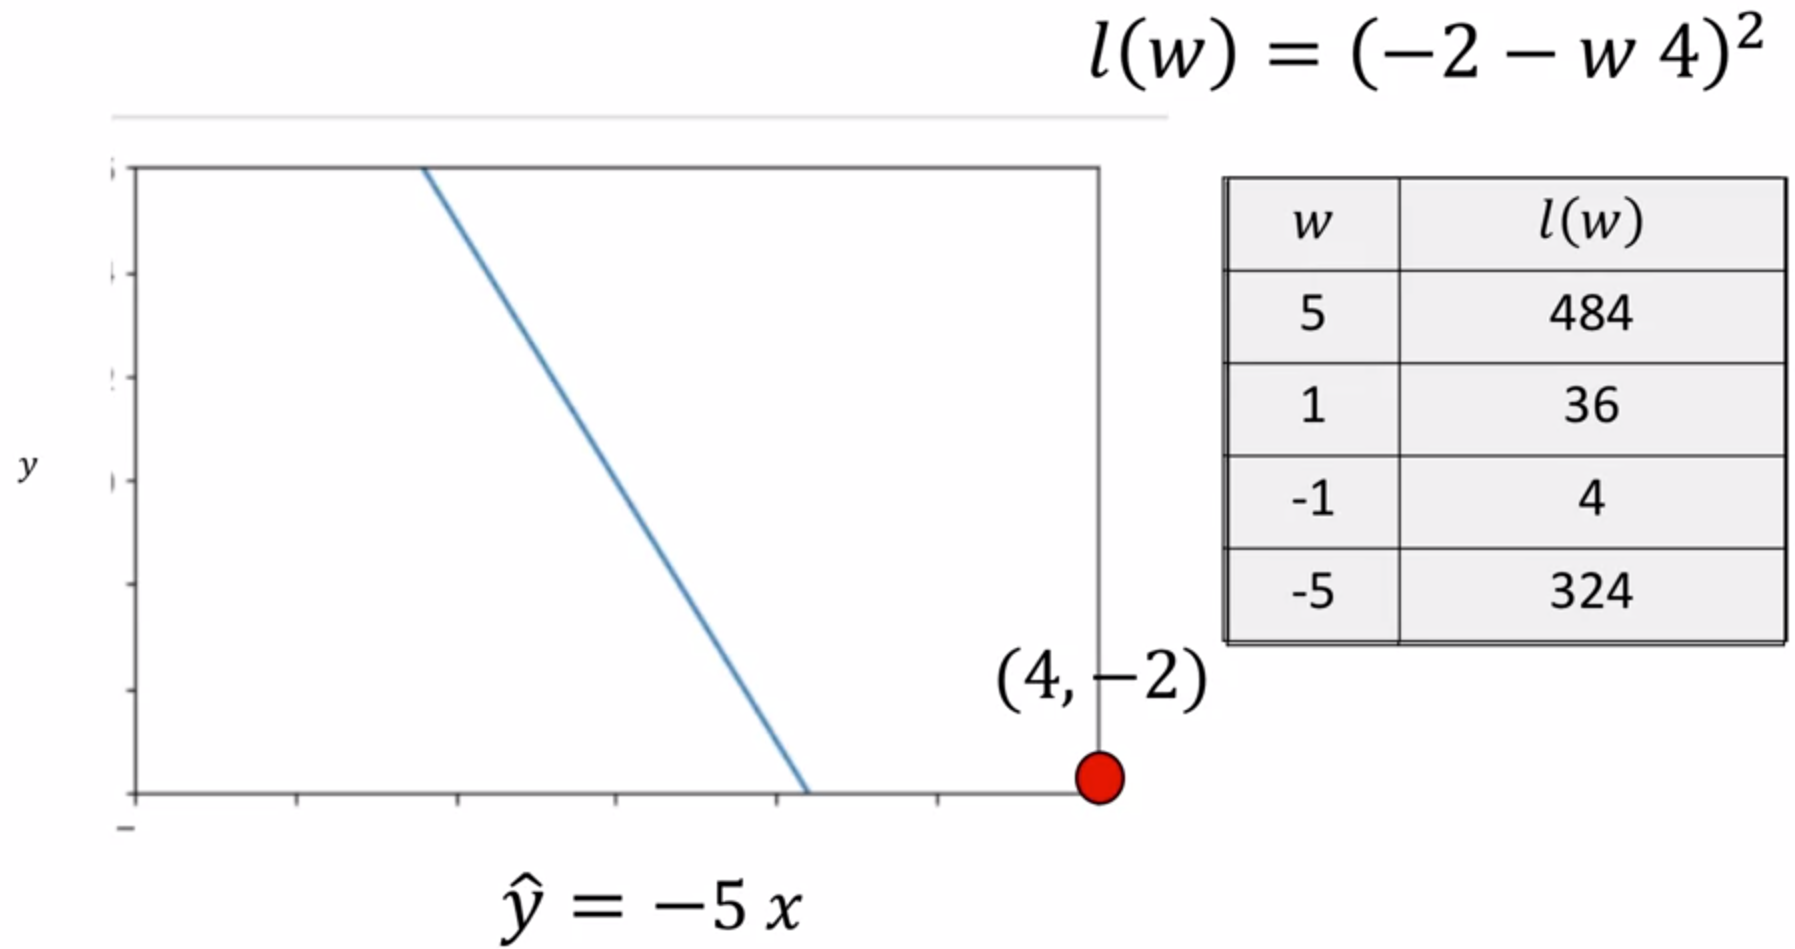 l(w) = (−2 − w 4)²
w l(w)
5 484
1 36
-1 4
-5 324
y
(4, −2)
ŷ = −5 x